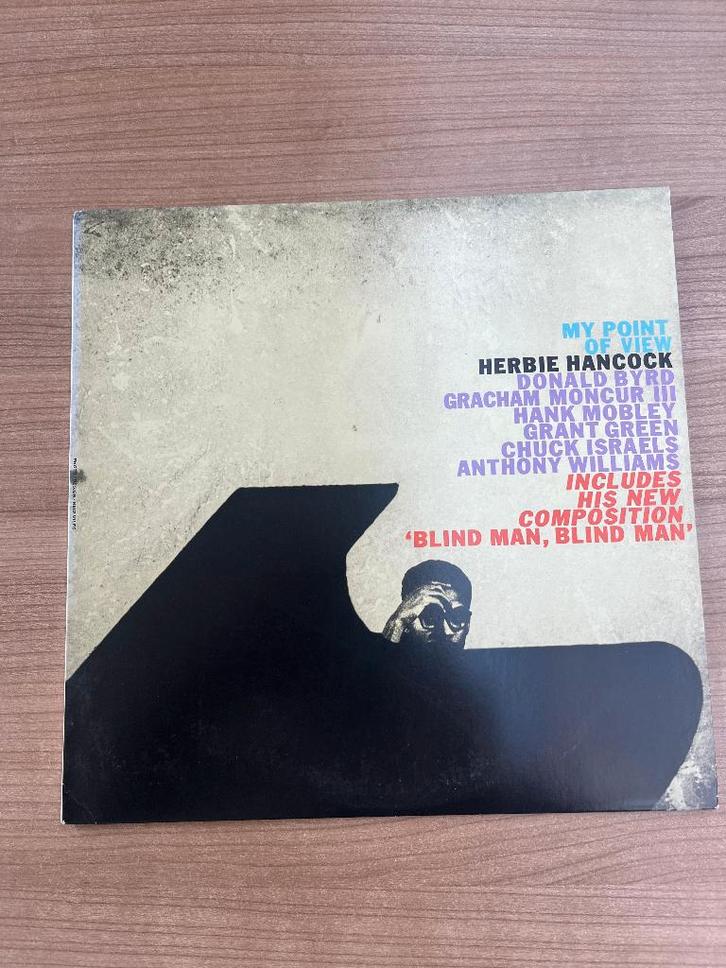 MY POINT
OF VIEW
HERBIE HANCOCK
DONALD BYRD
GRACHAM MONCUR III
HANK MOBLEY
GRANT GREEN
CHUCK ISRAELS
ANTHONY WILLIAMS
INCLUDES
HIS NEW
COMPOSITION
‘BLIND MAN, BLIND MAN’